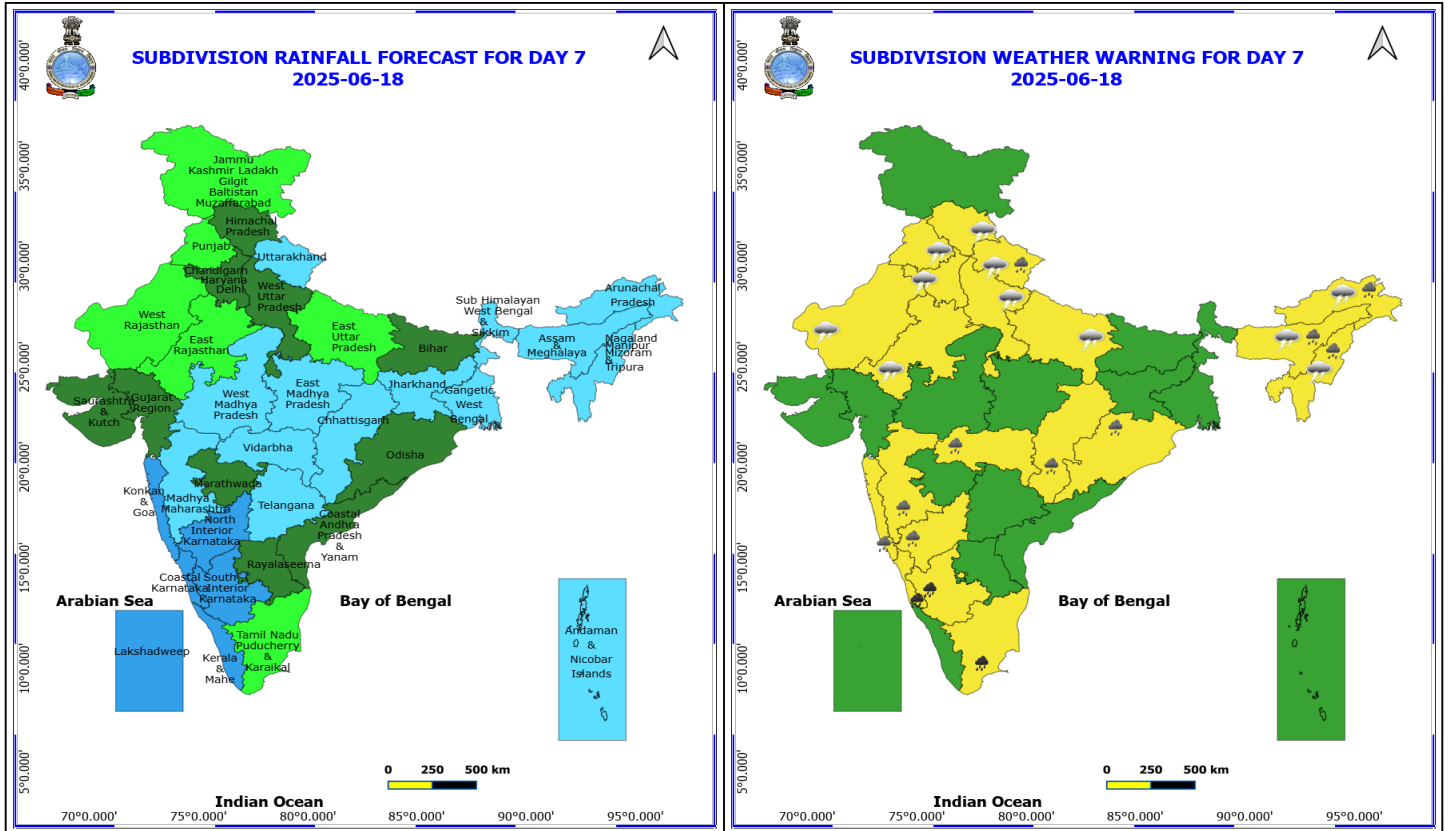 SUBDIVISION RAINFALL FORECAST FOR DAY 7
2025-06-18
40°0.000'
35°0.000'
30°0.000'
25°0.000'
20°0.000'
15°0.000'
10°0.000'
5°0.000'
Jammu
Kashmir Ladakh
Gilgit
Baltistan
Muzaffarabad
Himachal
Pradesh
Punjab
Uttarakhand
Chandigarh
Haryana
Delhi
West
Uttar
Pradesh
West
Rajasthan
East
Rajasthan
East
Uttar
Pradesh
Bihar
Sub Himalayan
West Bengal
&
Sikkim
Arunachal
Pradesh
Assam
&
Meghalaya
Nagaland
Manipur
Mizoram
&
Tripura
Saurashtra
&
Kutch
Gujarat
Region
West
Madhya
Pradesh
East
Madhya
Pradesh
Jharkhand
Gangetic
West
Bengal
Chhattisgarh
Vidarbha
Odisha
Marathwada
Konkan
&
Goa
Madhya
Maharashtra
Telangana
North
Interior
Karnataka
Coastal
Andhra
Pradesh
&
Yanam
Rayalaseema
Coastal
Karnataka
South
Interior
Karnataka
Arabian Sea
Bay of Bengal
Lakshadweep
Kerala
&
Mahe
Tamil Nadu
Puducherry
&
Karaikal
Andaman
&
Nicobar
Islands
0 250 500 km
Indian Ocean
70°0.000' 75°0.000' 80°0.000' 85°0.000' 90°0.000' 95°0.000'
SUBDIVISION WEATHER WARNING FOR DAY 7
2025-06-18
40°0.000'
35°0.000'
30°0.000'
25°0.000'
20°0.000'
15°0.000'
10°0.000'
5°0.000'
Arabian Sea
Bay of Bengal
0 250 500 km
Indian Ocean
70°0.000' 75°0.000' 80°0.000' 85°0.000' 90°0.000' 95°0.000'